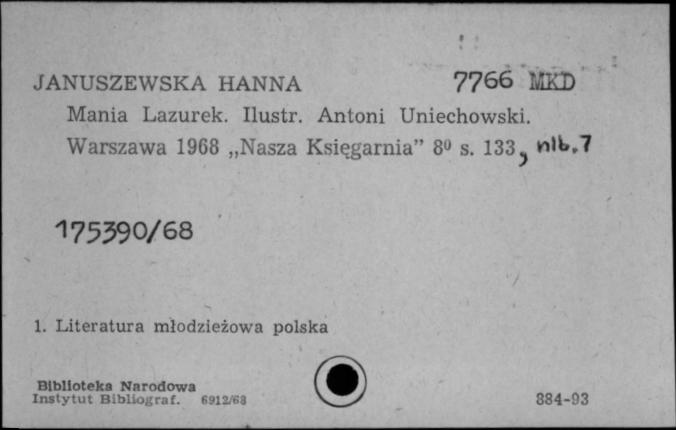 JANUSZEWSKA HANNA 7766 MKD
Mania Lazurek. Ilustr. Antoni Uniechowski.
Warszawa 1968 „Nasza Księgarnia” 8⁰ s. 133, nlb. 7
175390/68
1. Literatura młodzieżowa polska
Biblioteka Narodowa
Instytut Bibliograf. 6912/68 884-93